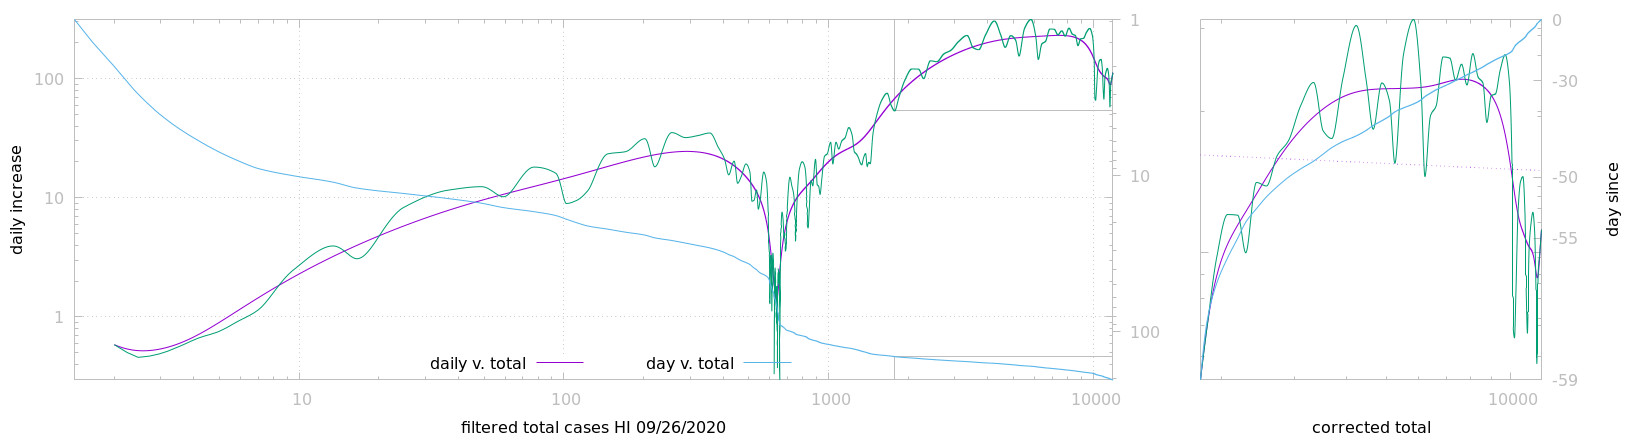 daily increase
100
10
1
10
100
1000
10000
1
10
100
daily v. total
day v. total
filtered total cases HI 09/26/2020
0
-30
-50
-55
-59
day since
10000
corrected total